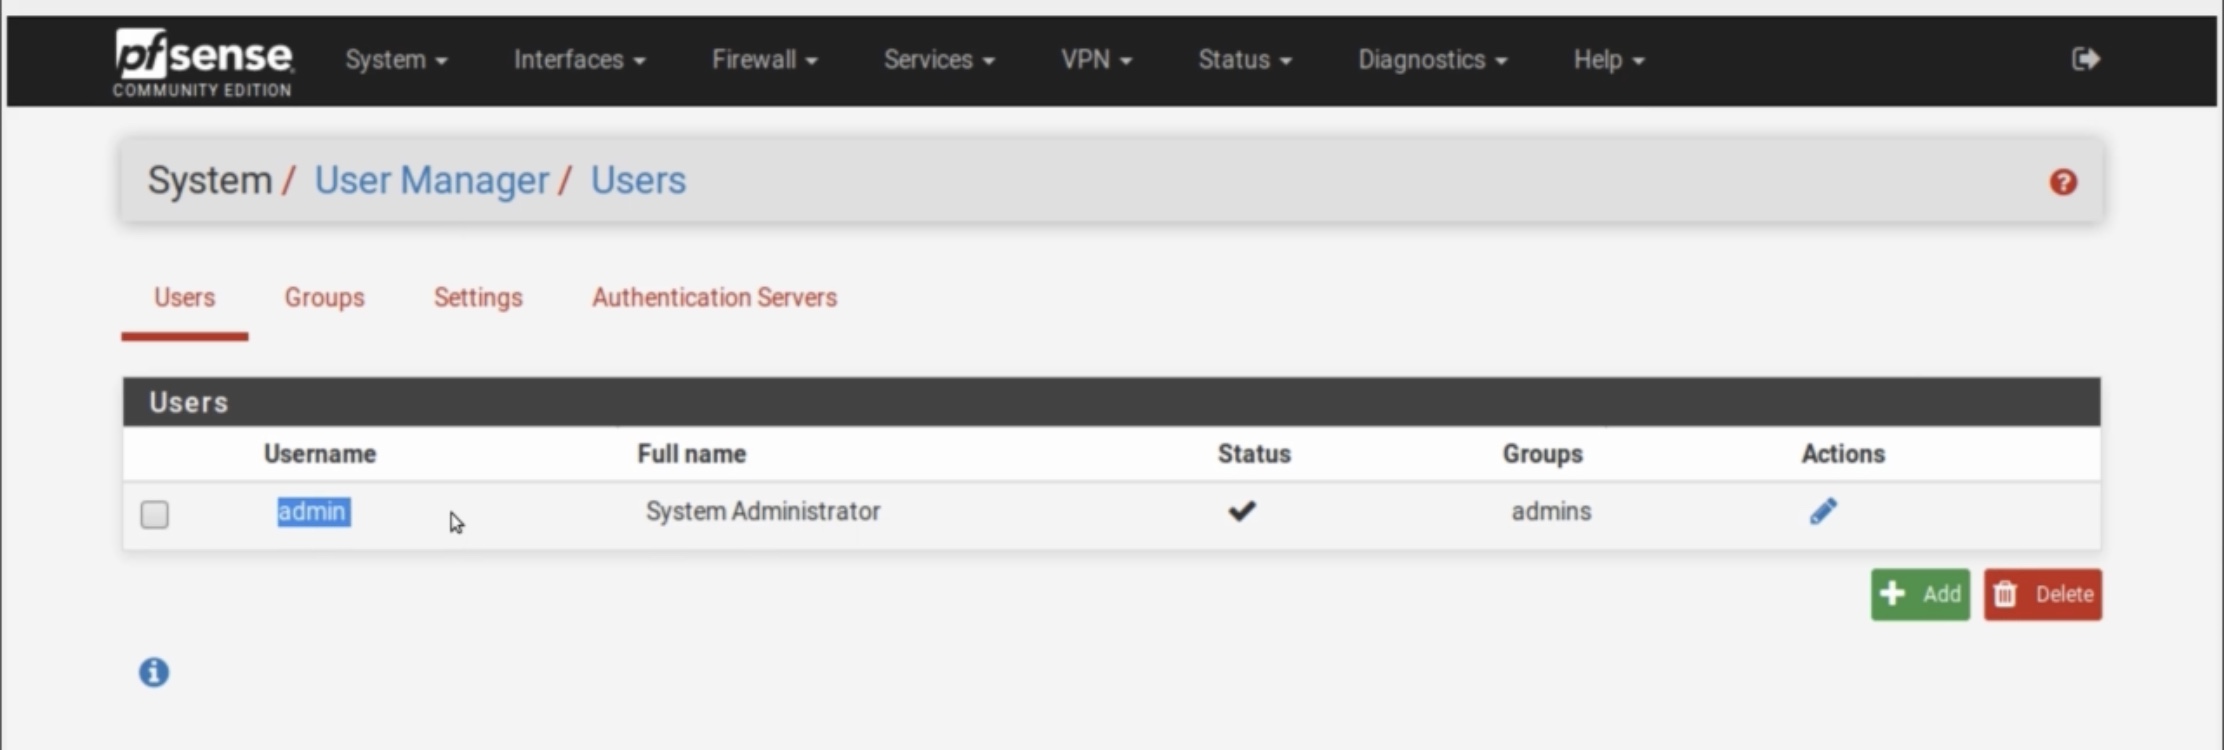 pfsense System Interfaces Firewall Services VPN Status Diagnostics Help
COMMUNITY EDITION
System / User Manager / Users
Users Groups Settings Authentication Servers
Users
Username Full name Status Groups Actions
admin System Administrator admins
Add Delete